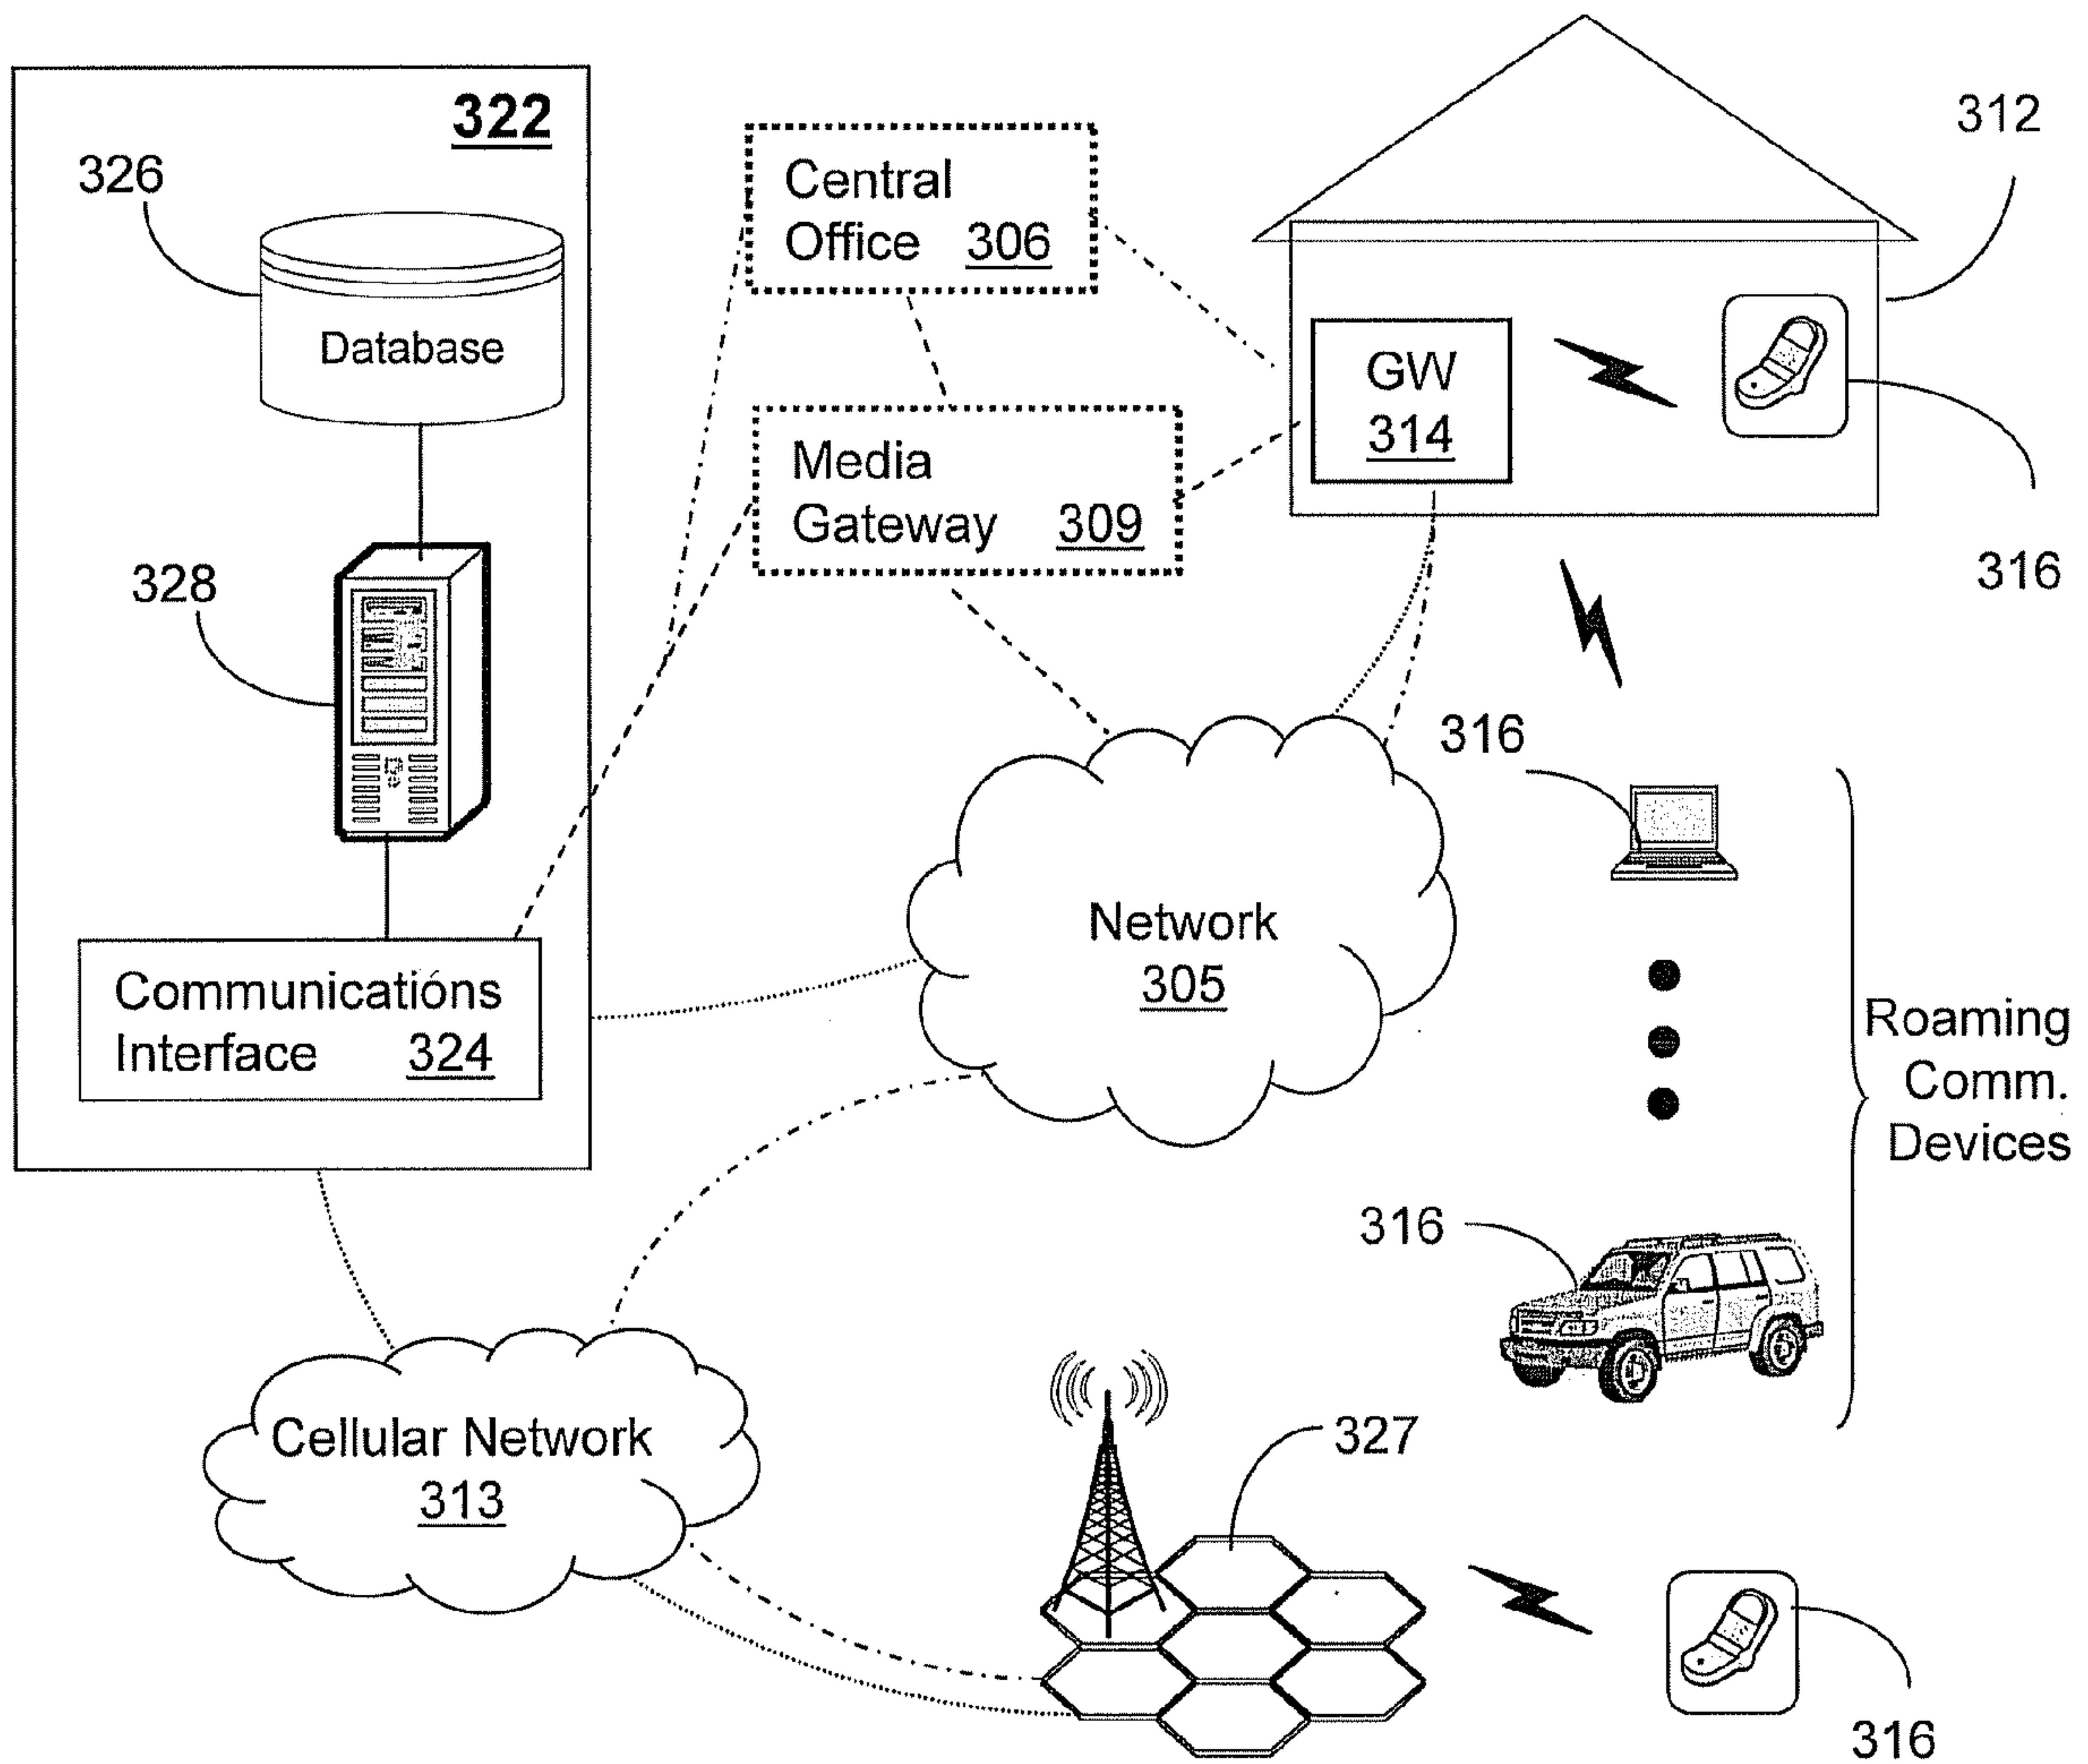 322
326
Database
328
Communications
Interface 324
Central
Office 306
Media
Gateway 309
312
GW
314
316
316
Network
305
Roaming
Comm.
Devices
316
Cellular Network
313
327
316